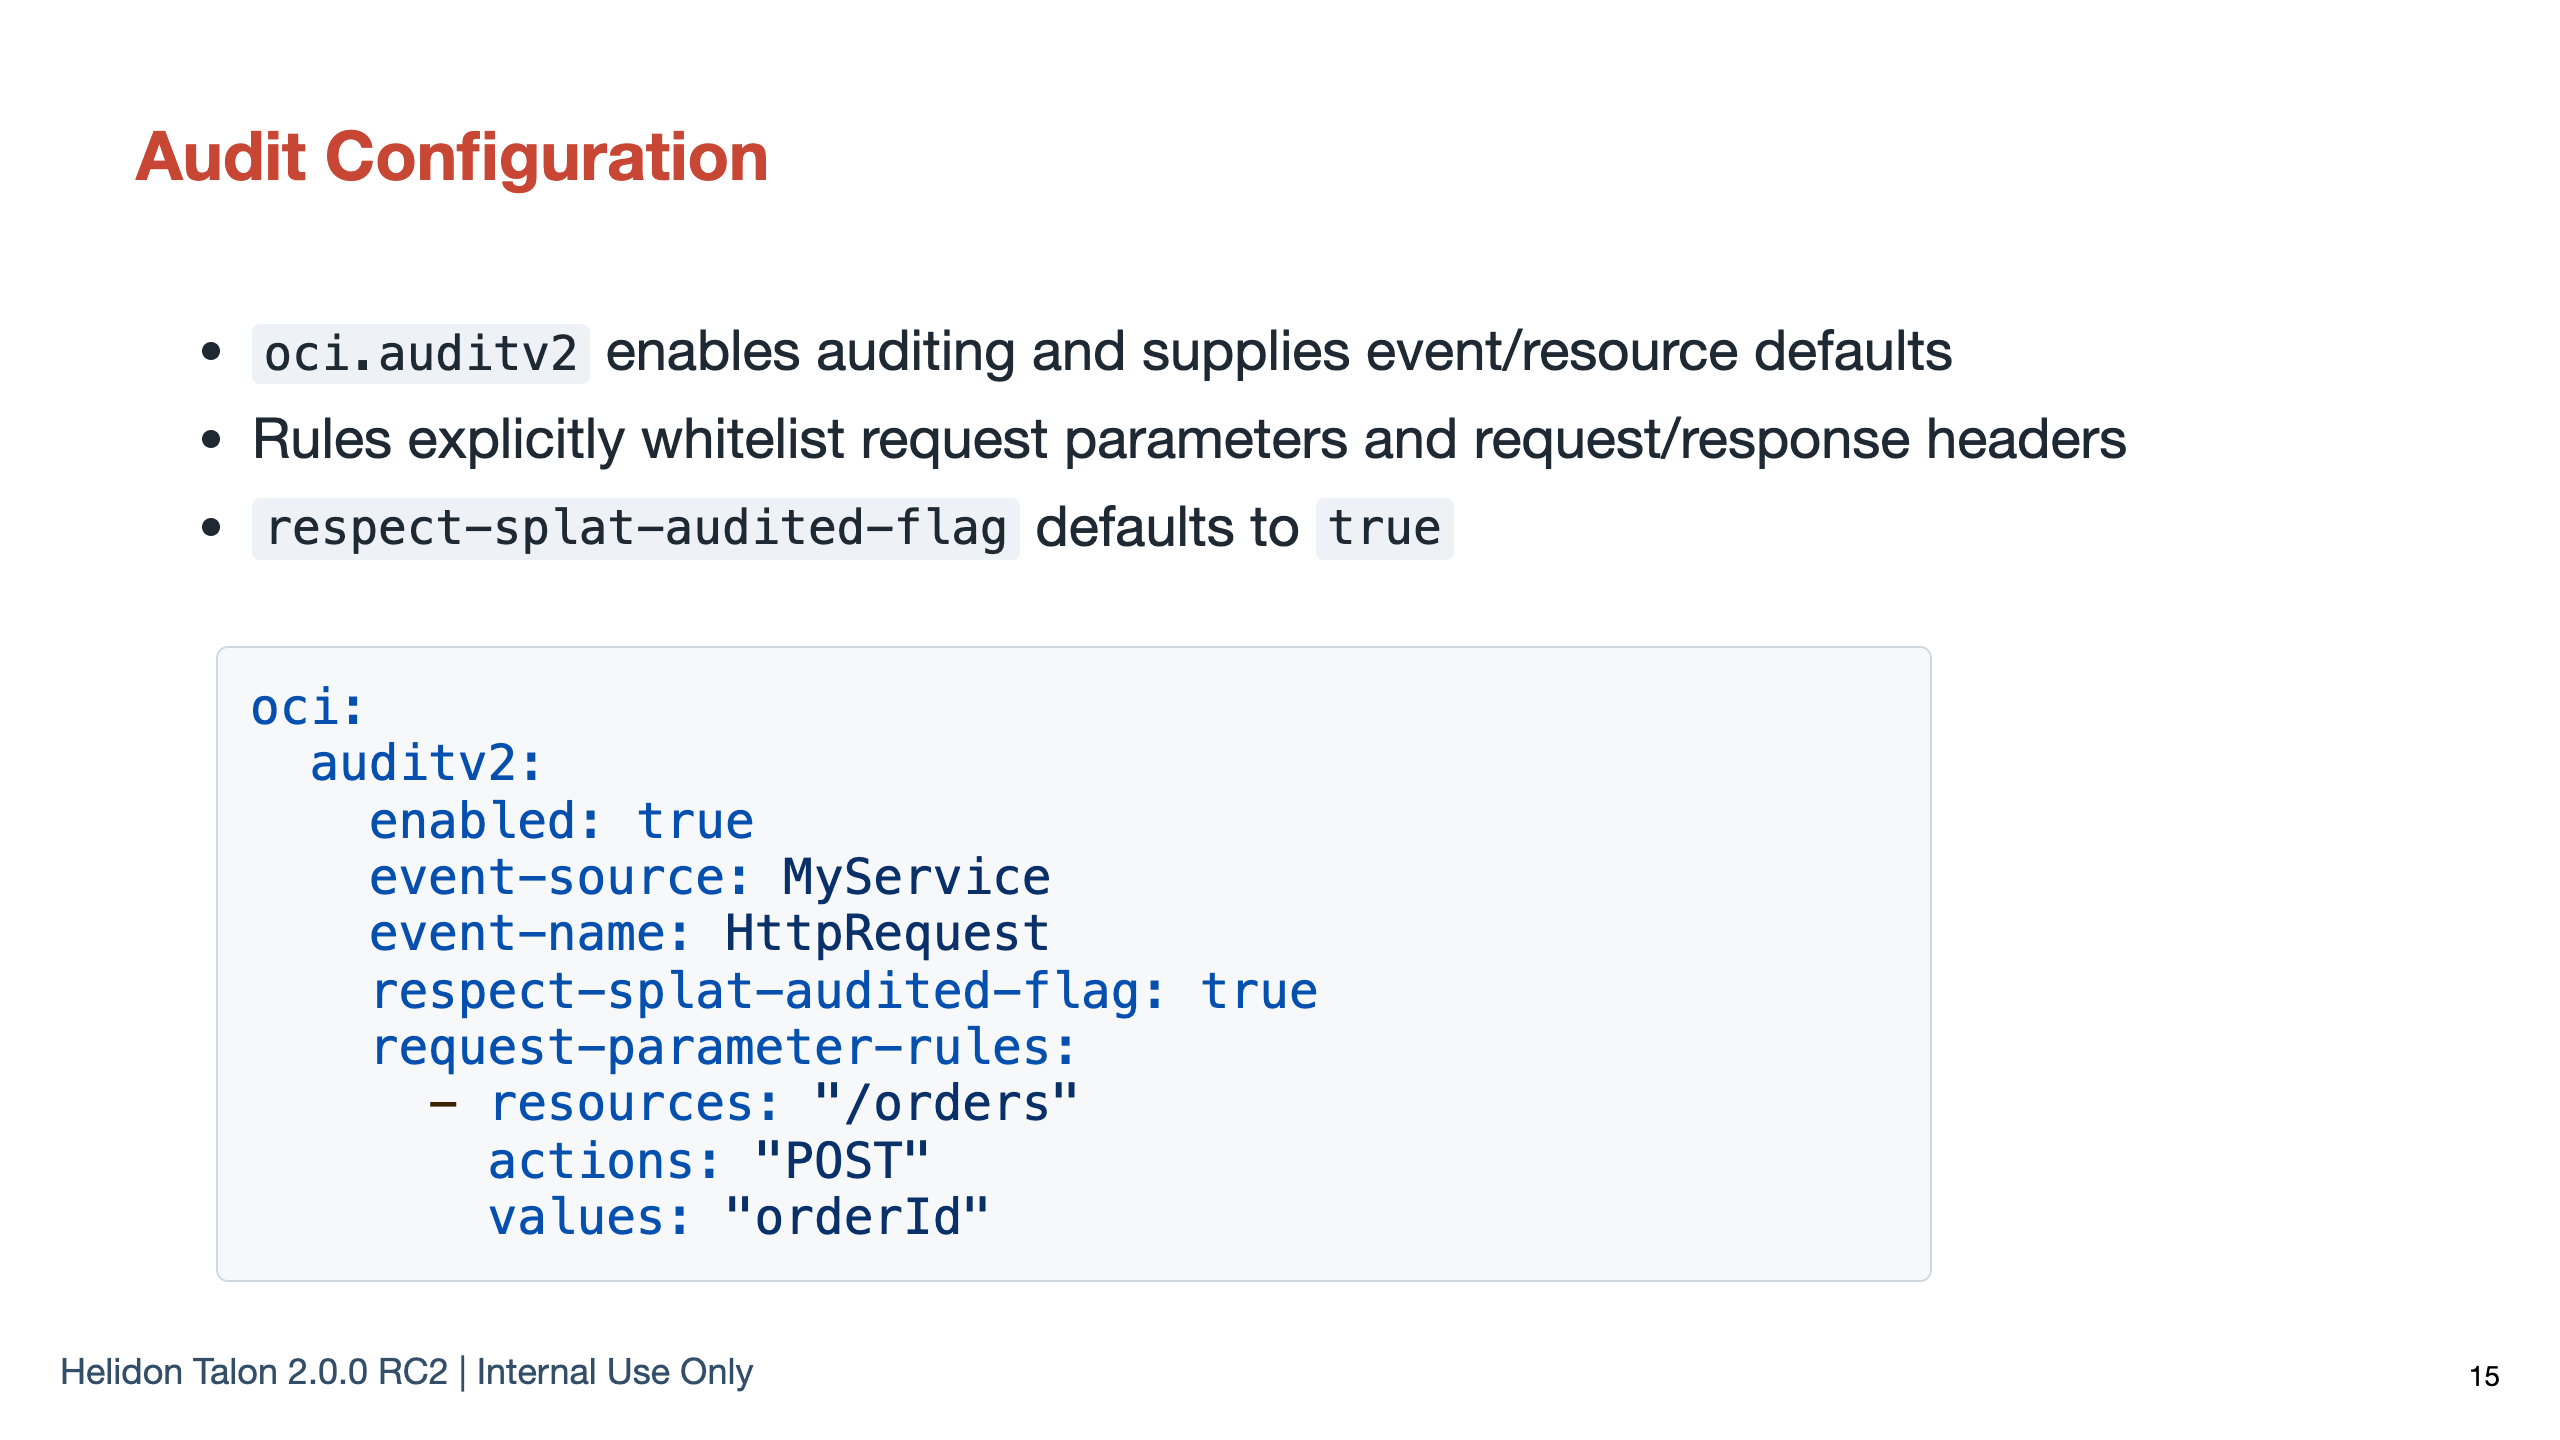 Audit Configuration
• oci.auditv2 enables auditing and supplies event/resource defaults
• Rules explicitly whitelist request parameters and request/response headers
• respect-splat-audited-flag defaults to true
oci:
  auditv2:
    enabled: true
    event-source: MyService
    event-name: HttpRequest
    respect-splat-audited-flag: true
    request-parameter-rules:
      - resources: "/orders"
        actions: "POST"
        values: "orderId"
Helidon Talon 2.0.0 RC2 | Internal Use Only
15